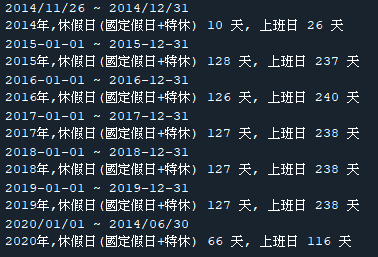 2014/11/26 ~ 2014/12/31
2014年,休假日(國定假日+特休) 10 天, 上班日 26 天
2015-01-01 ~ 2015-12-31
2015年,休假日(國定假日+特休) 128 天, 上班日 237 天
2016-01-01 ~ 2016-12-31
2016年,休假日(國定假日+特休) 126 天, 上班日 240 天
2017-01-01 ~ 2017-12-31
2017年,休假日(國定假日+特休) 127 天, 上班日 238 天
2018-01-01 ~ 2018-12-31
2018年,休假日(國定假日+特休) 127 天, 上班日 238 天
2019-01-01 ~ 2019-12-31
2019年,休假日(國定假日+特休) 127 天, 上班日 238 天
2020/01/01 ~ 2014/06/30
2020年,休假日(國定假日+特休) 66 天, 上班日 116 天